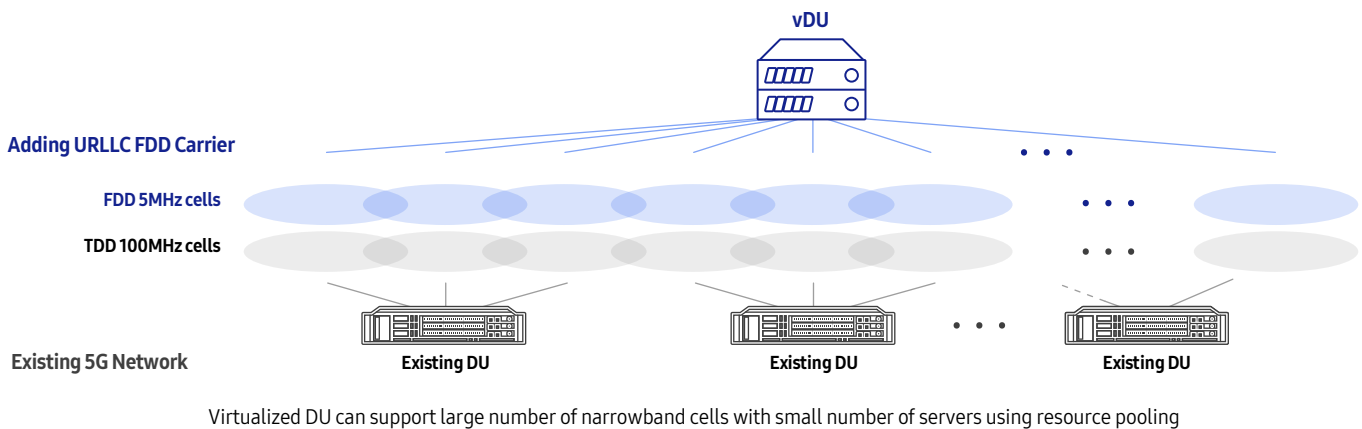 vDU
Adding URLLC FDD Carrier
FDD 5MHz cells
TDD 100MHz cells
Existing 5G Network
Existing DU
Existing DU
Existing DU
Virtualized DU can support large number of narrowband cells with small number of servers using resource pooling